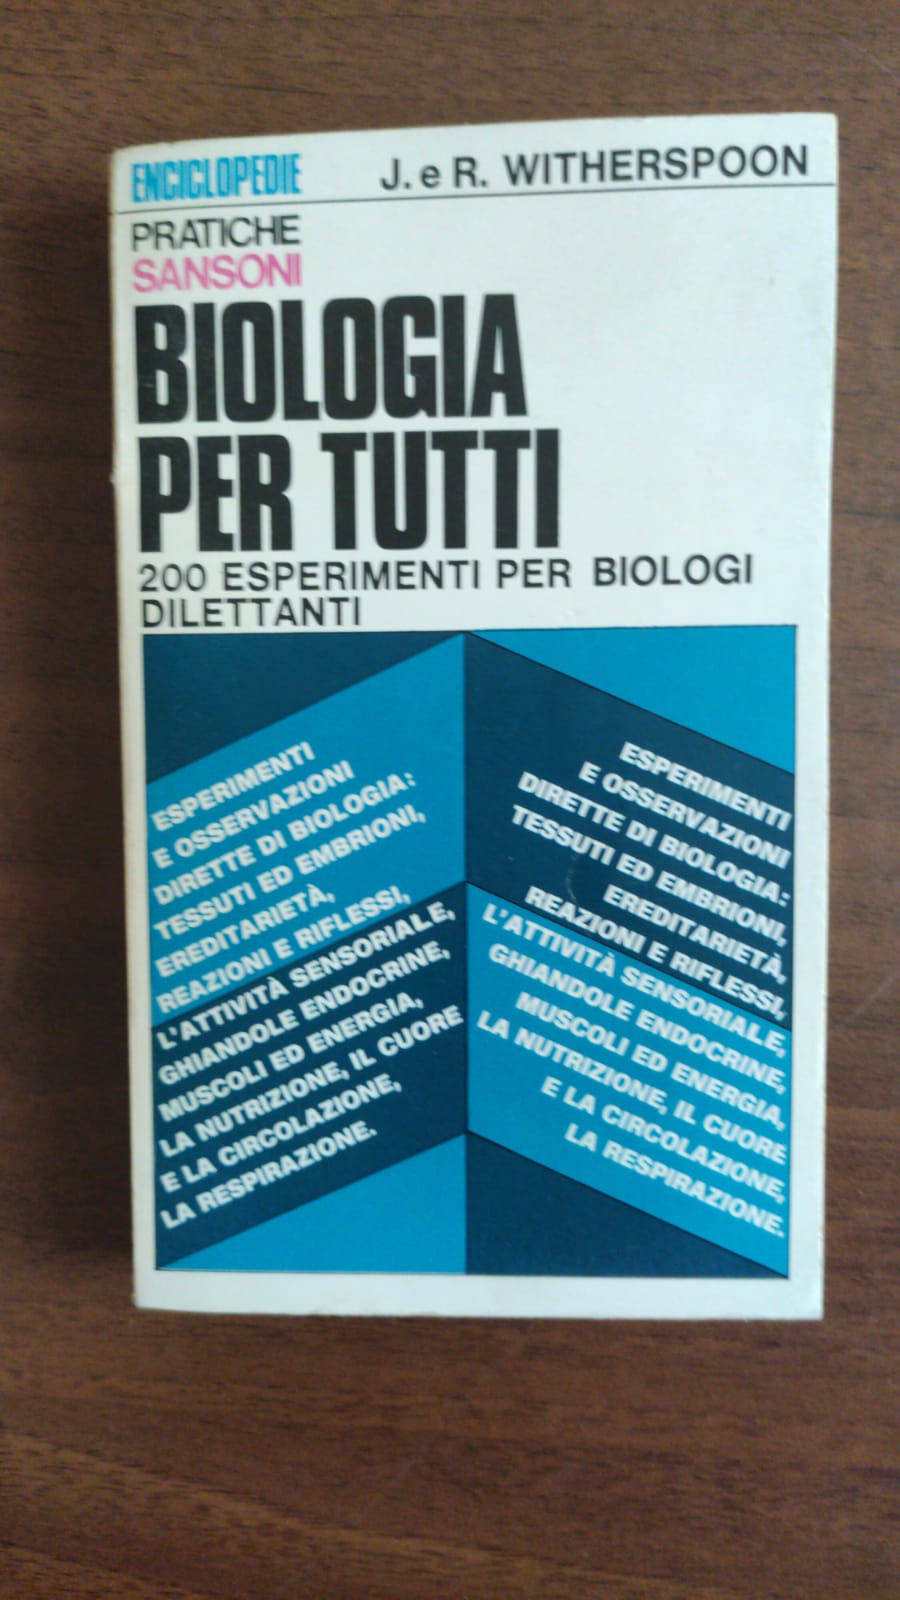 ENCICLOPEDIE
J. e R. WITHERSPOON
PRATICHE
SANSONI
BIOLOGIA
PER TUTTI
200 ESPERIMENTI PER BIOLOGI
DILETTANTI
ESPERIMENTI
E OSSERVAZIONI
DIRETTE DI BIOLOGIA:
TESSUTI ED EMBRIONI,
EREDITARIETÀ,
REAZIONI E RIFLESSI,
L'ATTIVITÀ SENSORIALE,
GHIANDOLE ENDOCRINE,
MUSCOLI ED ENERGIA,
LA NUTRIZIONE, IL CUORE
E LA CIRCOLAZIONE,
LA RESPIRAZIONE.
ESPERIMENTI
E OSSERVAZIONI
DIRETTE DI BIOLOGIA:
TESSUTI ED EMBRIONI,
EREDITARIETÀ,
REAZIONI E RIFLESSI,
L'ATTIVITÀ SENSORIALE,
GHIANDOLE ENDOCRINE,
MUSCOLI ED ENERGIA,
LA NUTRIZIONE, IL CUORE
E LA CIRCOLAZIONE,
LA RESPIRAZIONE.